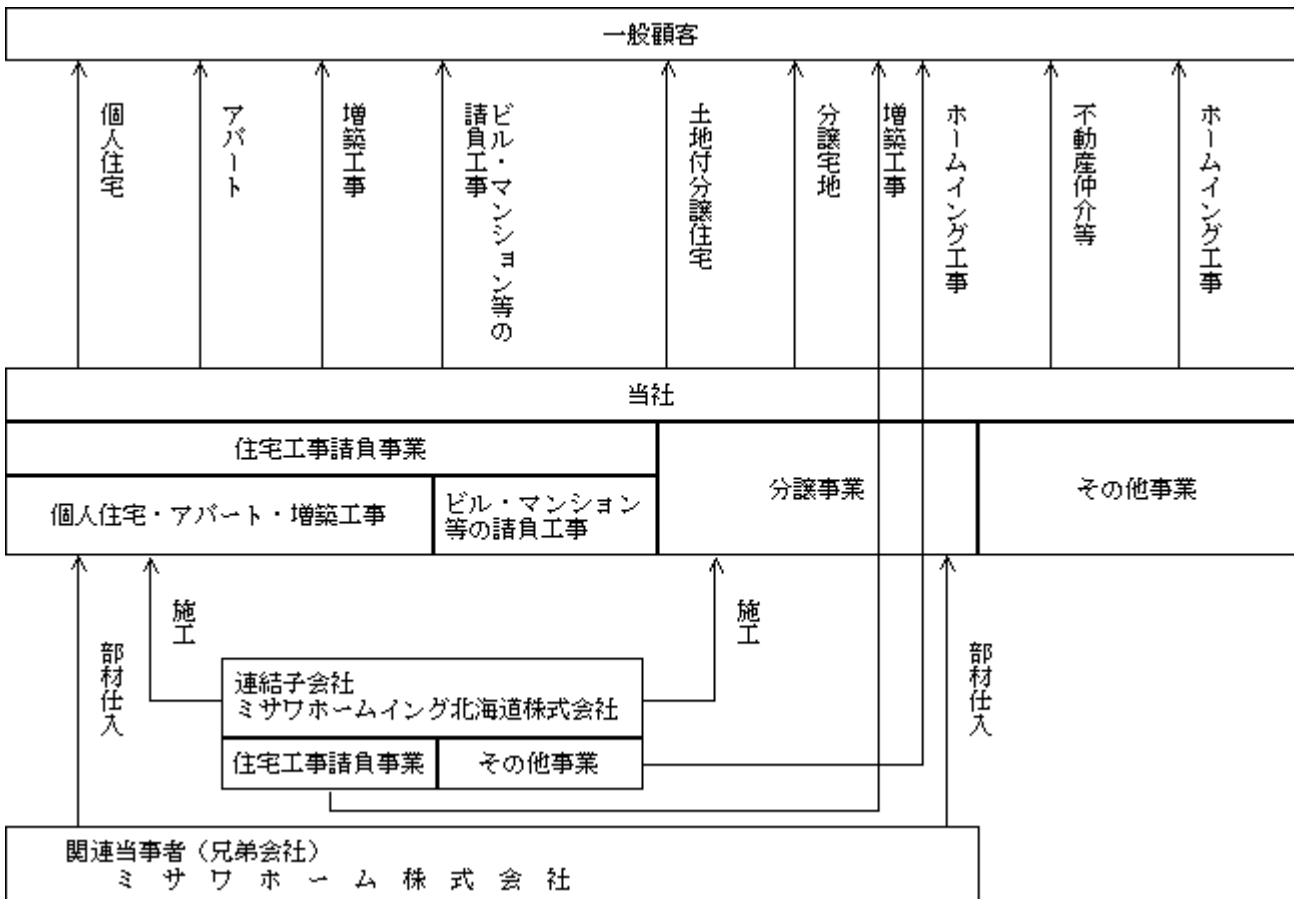 一般顧客
個人住宅
アパート
増築工事
ビル・マンション等の
請負工事
土地付分譲住宅
分譲宅地
増築工事
ホームイング工事
不動産仲介等
ホームイング工事
当社
住宅工事請負事業
個人住宅・アパート・増築工事
ビル・マンション
等の請負工事
分譲事業
その他事業
施工
施工
部材仕入
部材仕入
連結子会社
ミサワホームイング北海道株式会社
住宅工事請負事業
その他事業
関連当事者（兄弟会社）
ミサワホーム株式会社